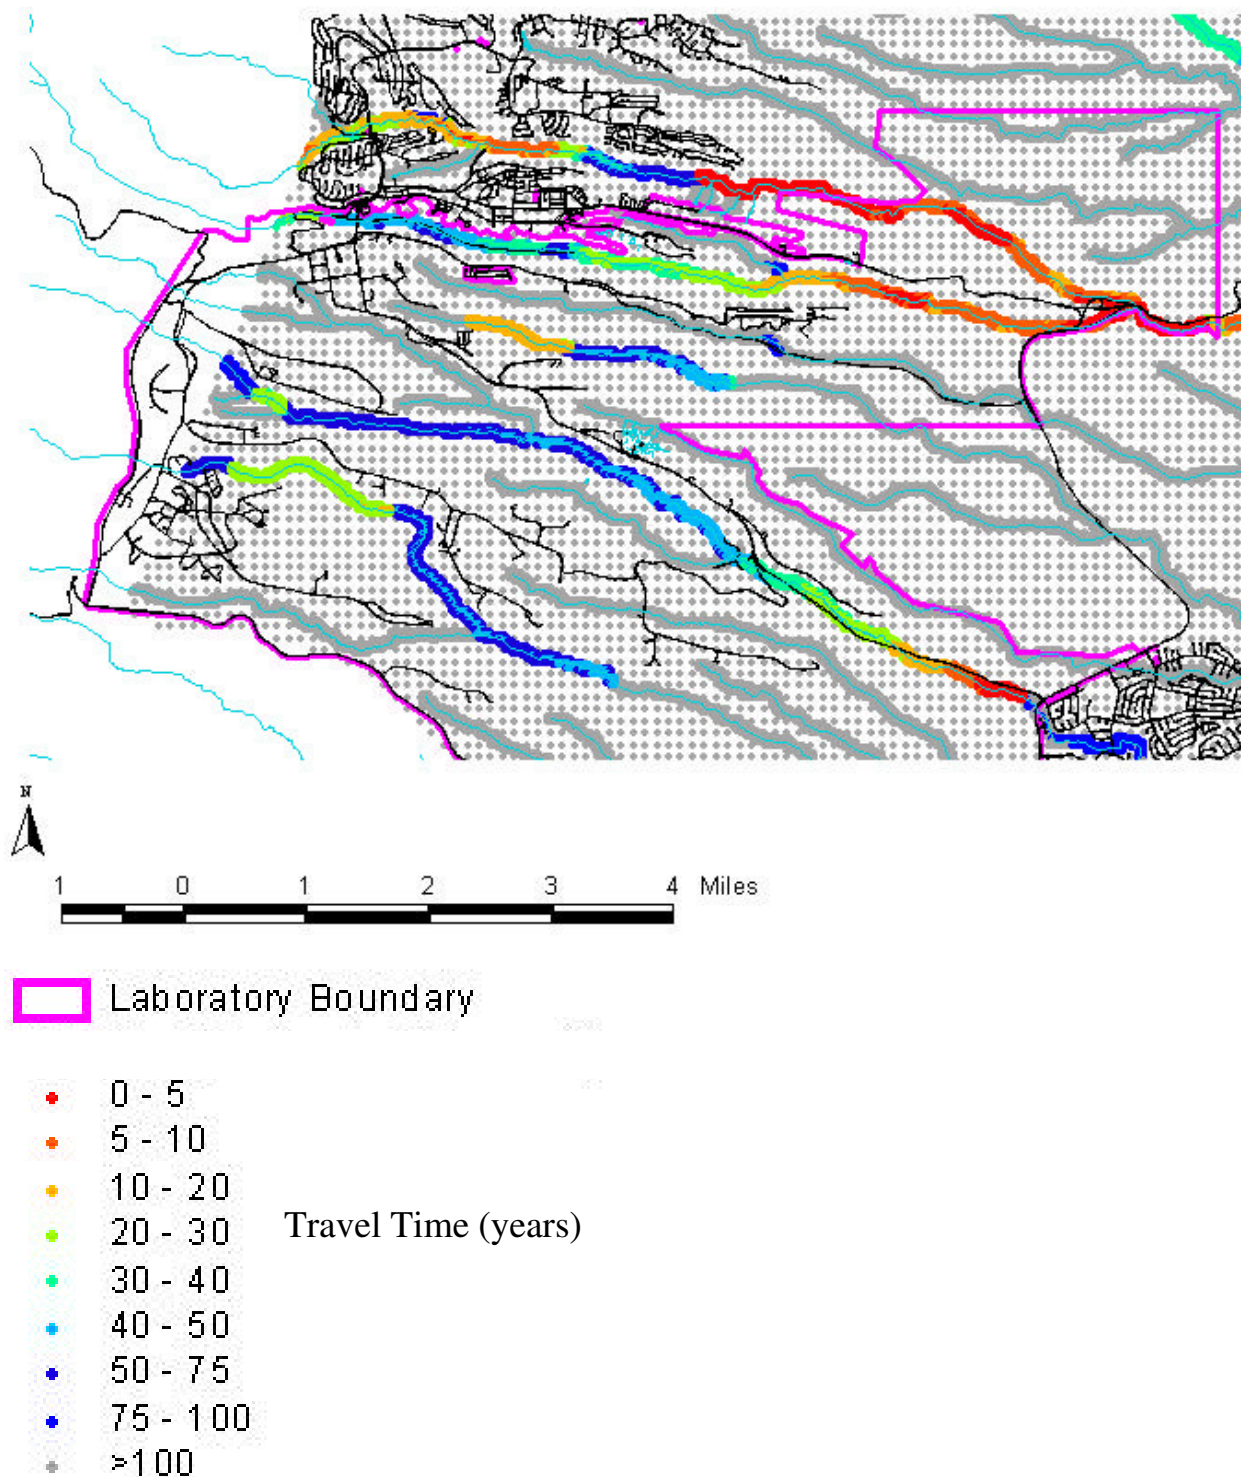 N
1 0 1 2 3 4 Miles
Laboratory Boundary
0 - 5
5 - 10
10 - 20
20 - 30
Travel Time (years)
30 - 40
40 - 50
50 - 75
75 - 100
>100